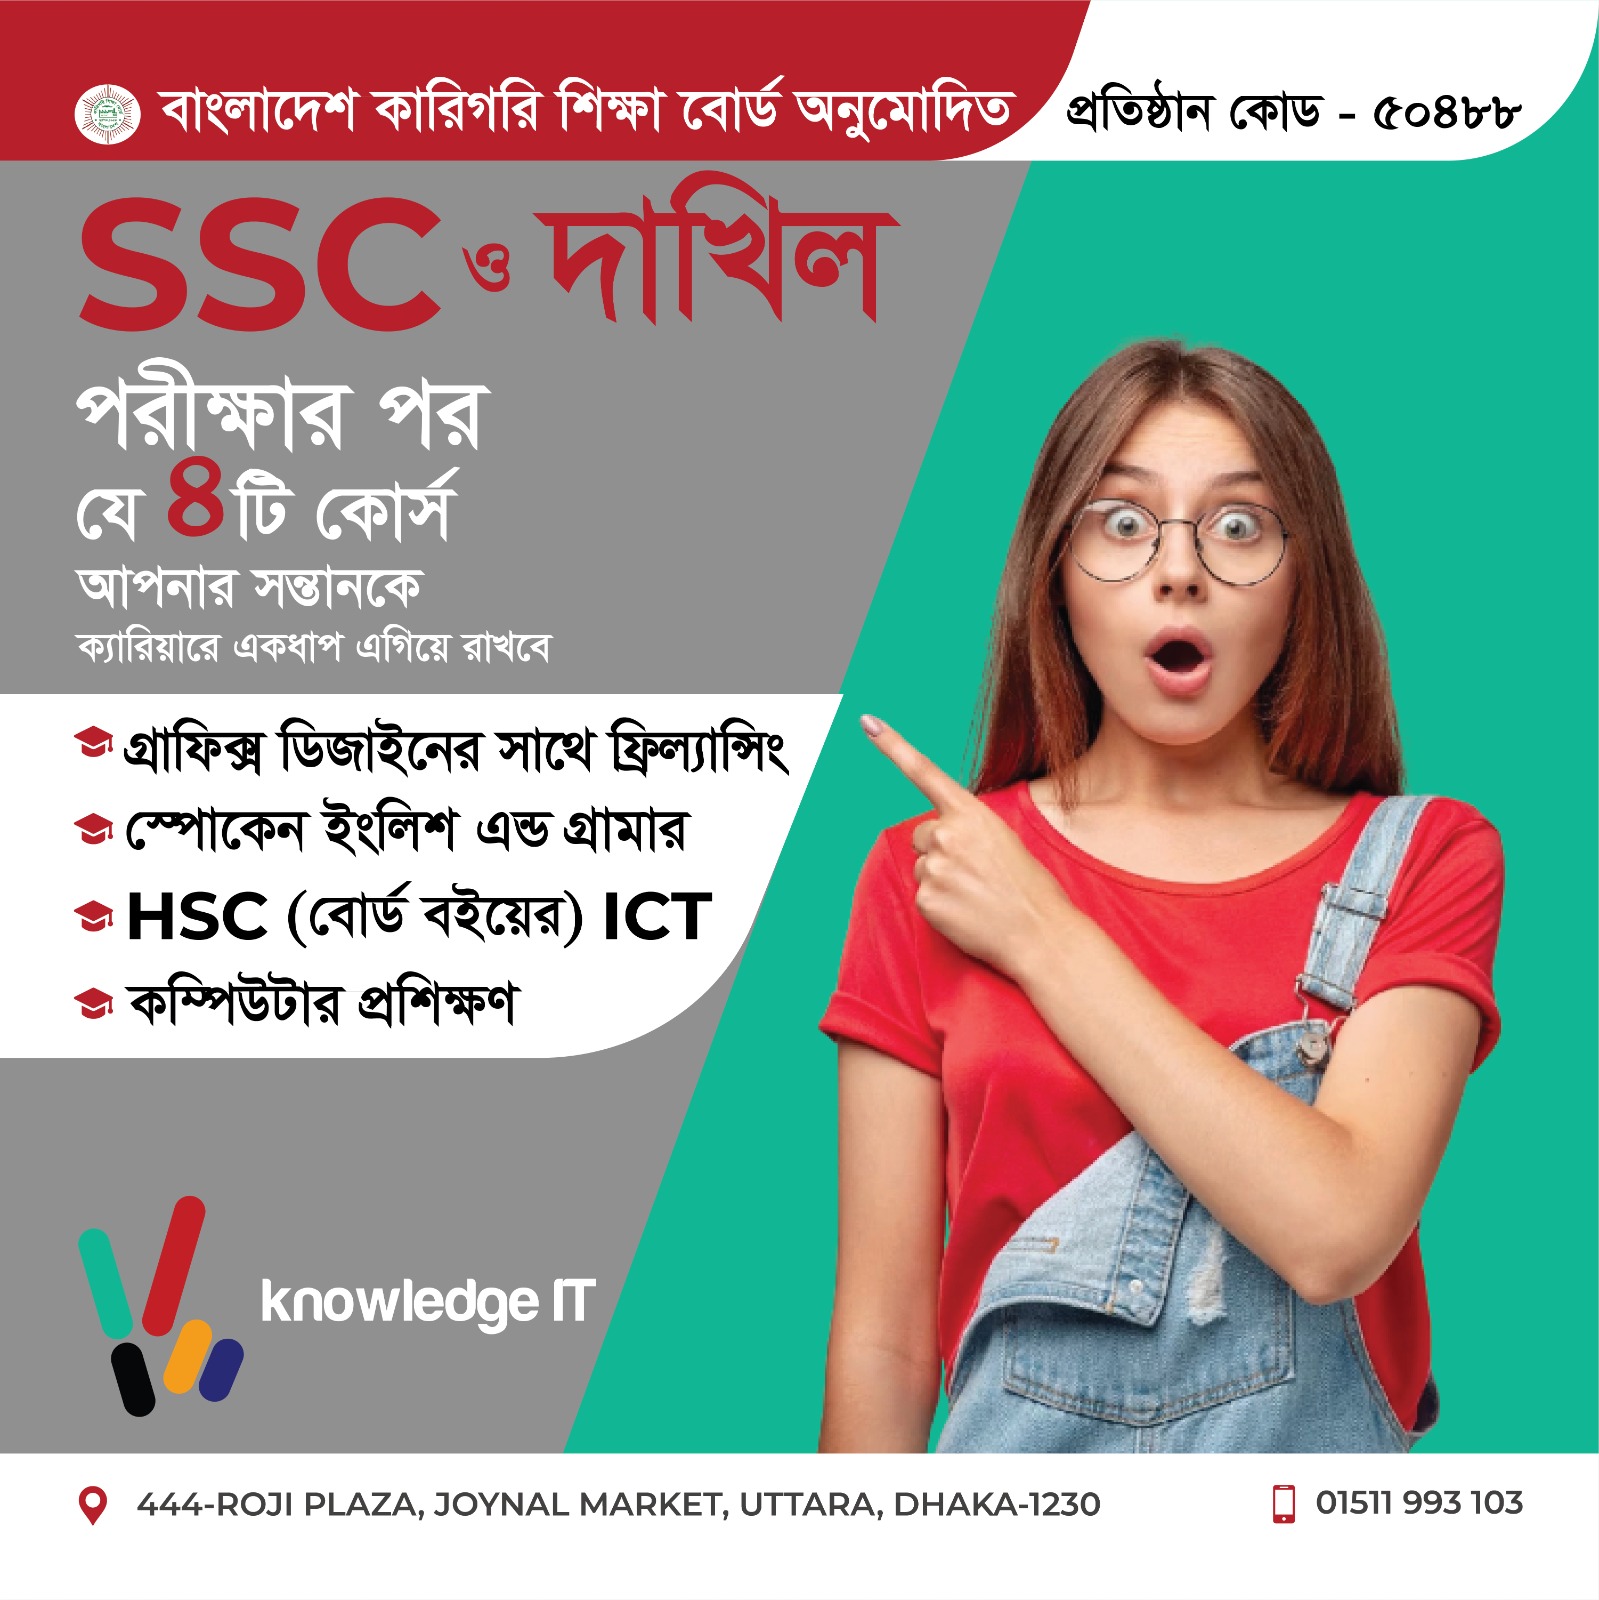 বাংলাদেশ কারিগরি শিক্ষা বোর্ড অনুমোদিত
প্রতিষ্ঠান কোড - ৫০৪৮৮
SSC ও দাখিল
পরীক্ষার পর
যে ৪টি কোর্স
আপনার সন্তানকে
ক্যারিয়ারে একধাপ এগিয়ে রাখবে
গ্রাফিক্স ডিজাইনের সাথে ফ্রিল্যান্সিং
স্পোকেন ইংলিশ এন্ড গ্রামার
HSC (বোর্ড বইয়ের) ICT
কম্পিউটার প্রশিক্ষণ
knowledge IT
444-ROJI PLAZA, JOYNAL MARKET, UTTARA, DHAKA-1230
01511 993 103